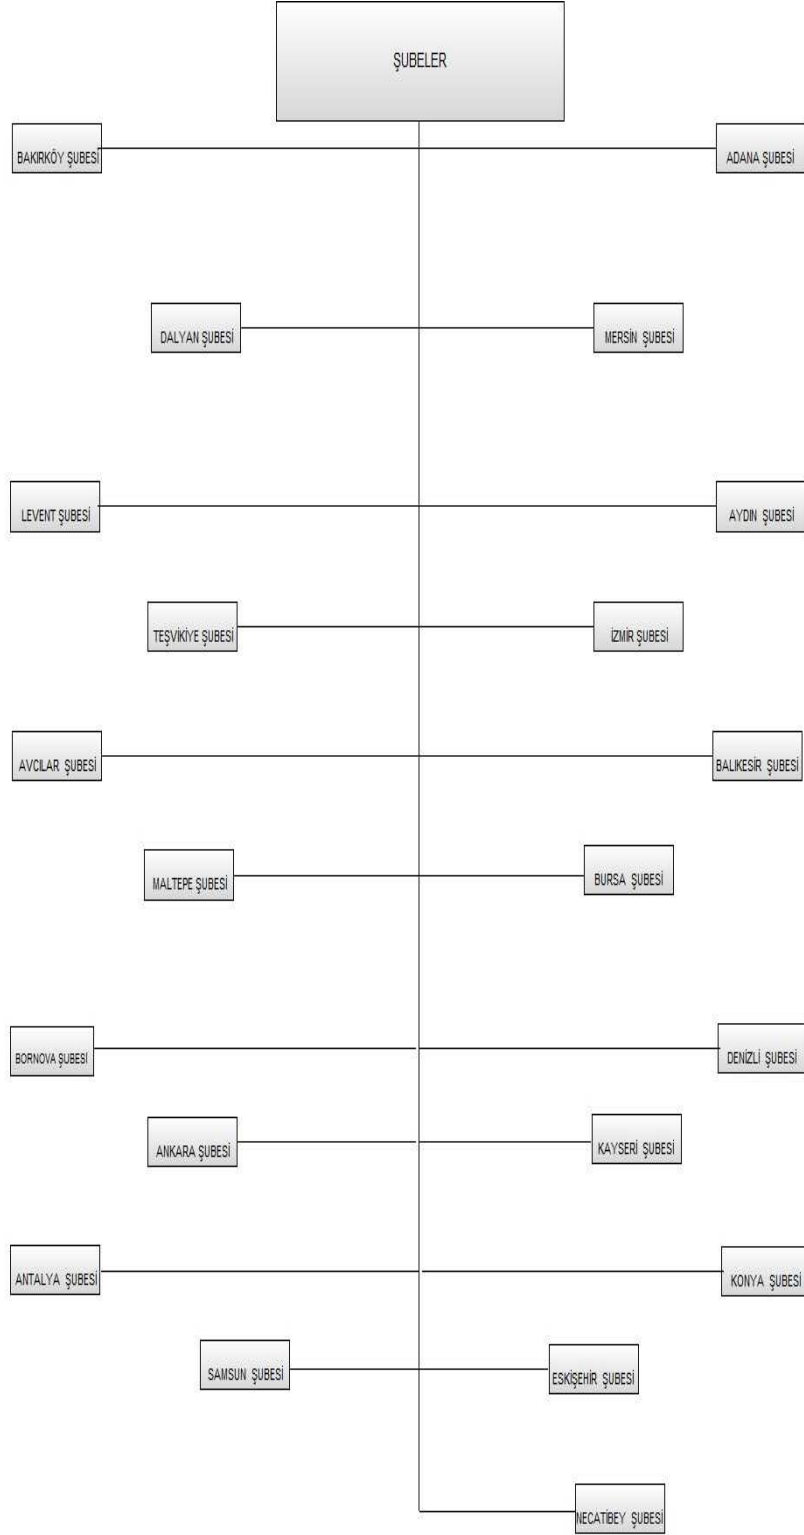 ŞUBELER
BAKIRKÖY ŞUBESİ
ADANA ŞUBESİ
DALYAN ŞUBESİ
MERSİN ŞUBESİ
LEVENT ŞUBESİ
AYDIN ŞUBESİ
TEŞVİKİYE ŞUBESİ
İZMİR ŞUBESİ
AVCILAR ŞUBESİ
BALIKESİR ŞUBESİ
MALTEPE ŞUBESİ
BURSA ŞUBESİ
BORNOVA ŞUBESİ
DENİZLİ ŞUBESİ
ANKARA ŞUBESİ
KAYSERİ ŞUBESİ
ANTALYA ŞUBESİ
KONYA ŞUBESİ
SAMSUN ŞUBESİ
ESKİŞEHİR ŞUBESİ
NECATİBEY ŞUBESİ